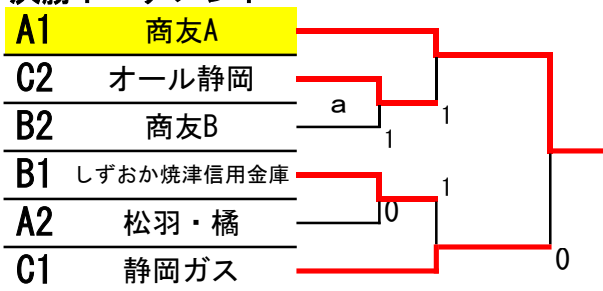 A1 商友A
C2 オール静岡
a
1
B2 商友B
1
B1 しずおか焼津信用金庫
1
A2 松羽・橘
0
C1 静岡ガス
0